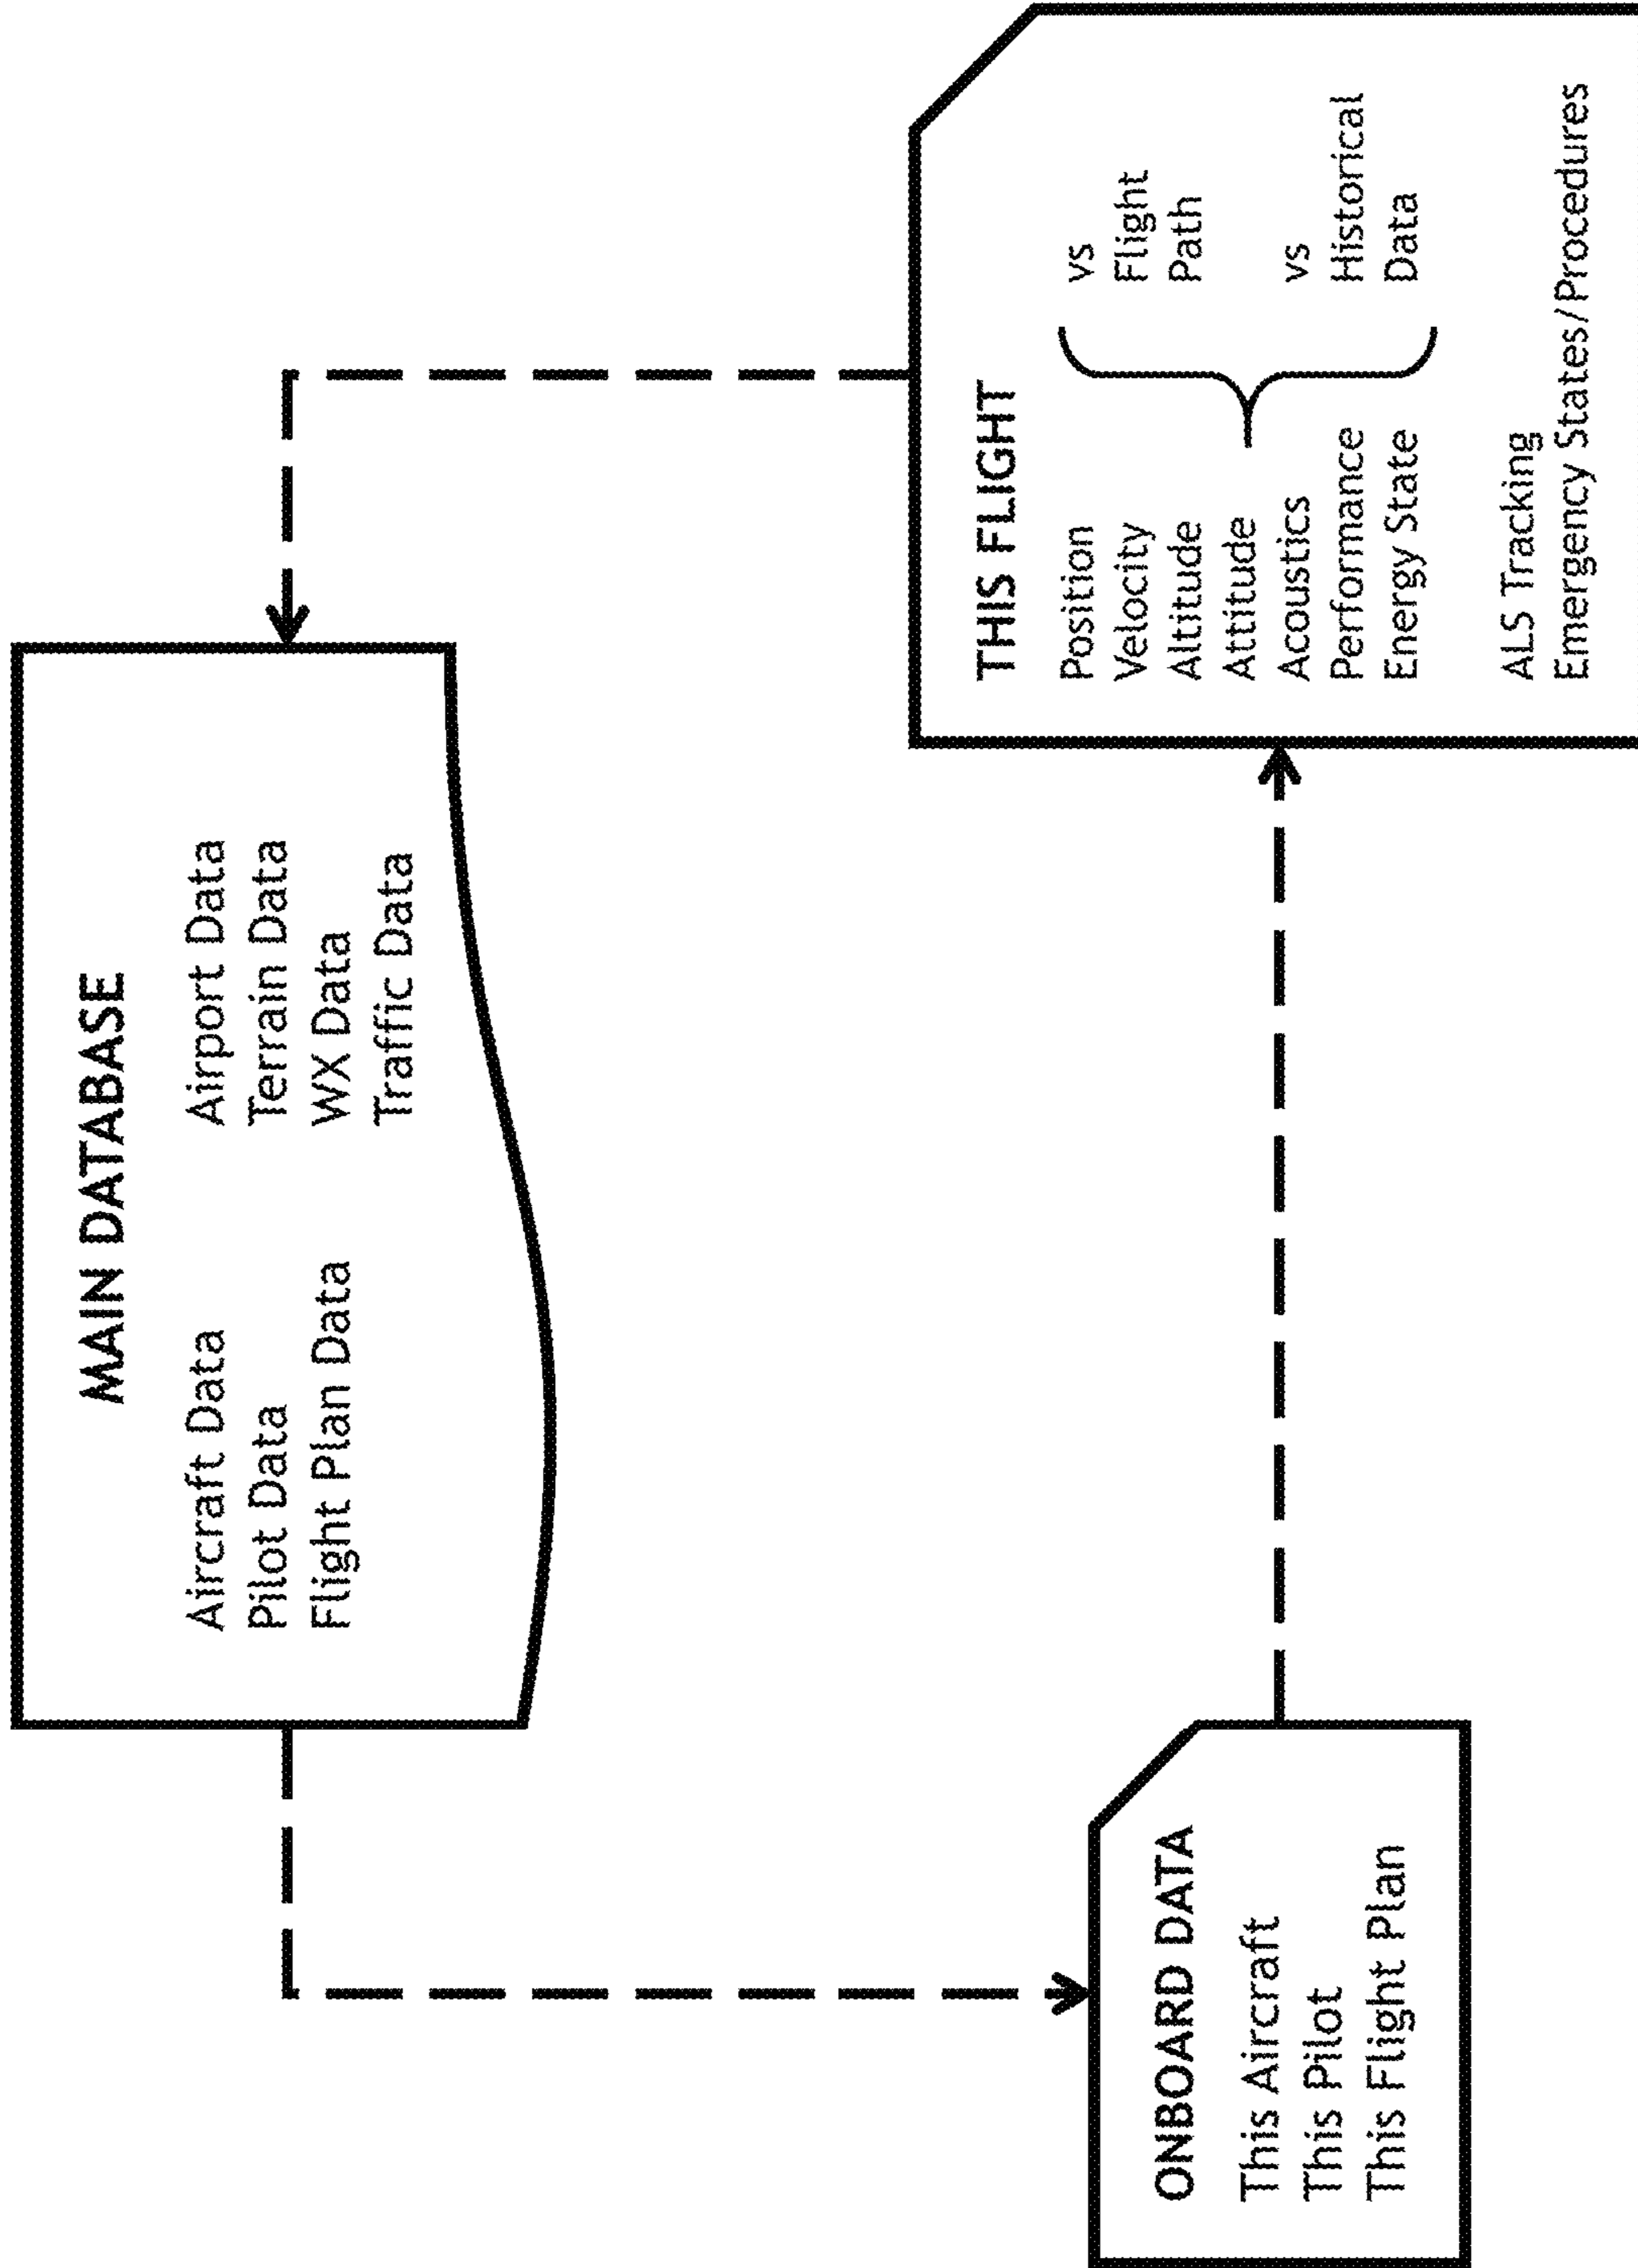 MAIN DATABASE
Aircraft Data
Pilot Data
Flight Plan Data
Airport Data
Terrain Data
WX Data
Traffic Data
ONBOARD DATA
This Aircraft
This Pilot
This Flight Plan
THIS FLIGHT
Position
Velocity
Altitude
Attitude
Acoustics
Performance
Energy State
vs
Flight
Path
vs
Historical
Data
ALS Tracking
Emergency States/Procedures